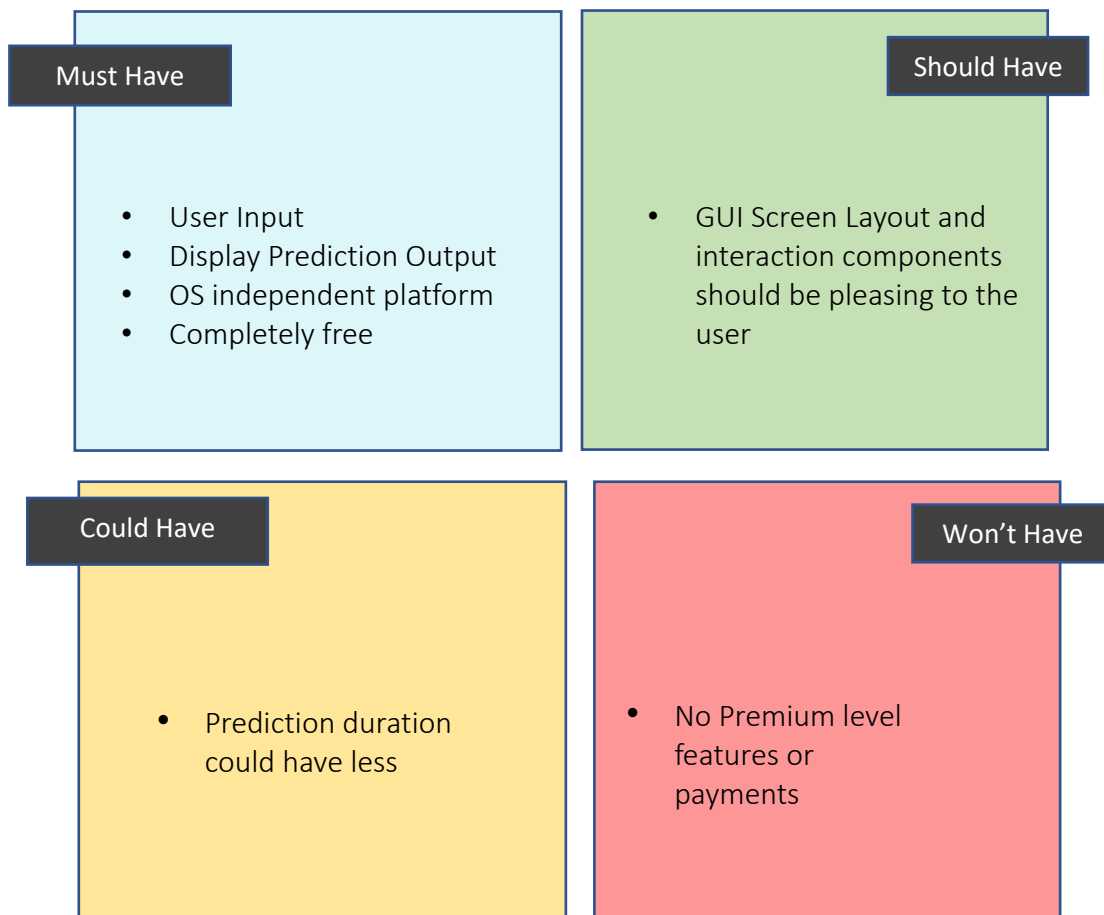 Must Have
• User Input
• Display Prediction Output
• OS independent platform
• Completely free
Should Have
• GUI Screen Layout and
interaction components
should be pleasing to the
user
Could Have
• Prediction duration
could have less
Won’t Have
• No Premium level
features or
payments